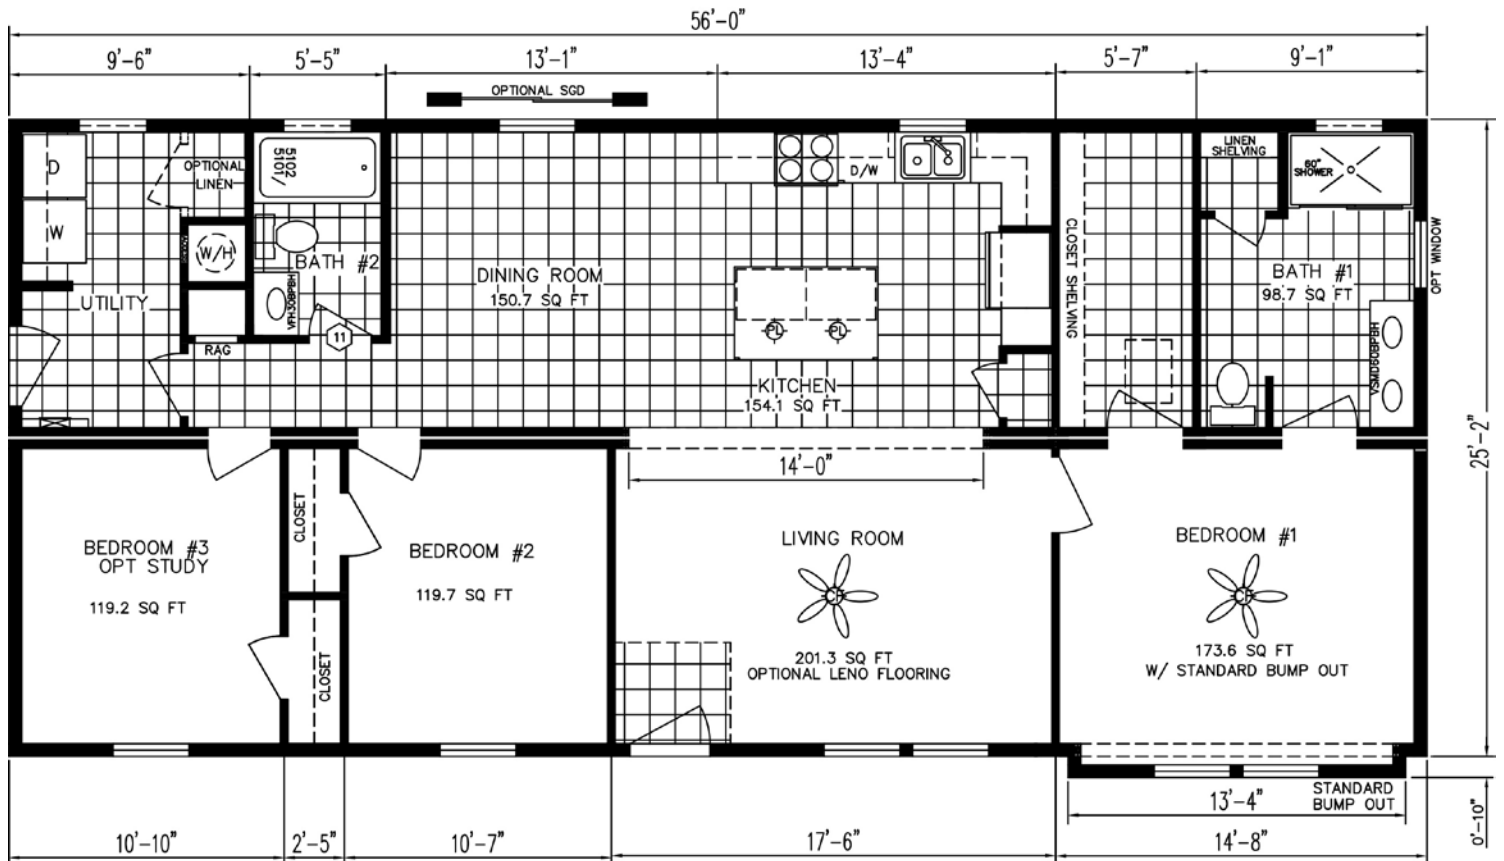 56'-0"
9'-6"
5'-5"
13'-1"
13'-4"
5'-7"
9'-1"
OPTIONAL SGD
D
W
OPTIONAL
LINEN
W/H
UTILITY
RAG
5102
5101/
BATH #2
VFH30BPBH
11
DINING ROOM
150.7 SQ FT
D/W
PL
PL
KITCHEN
154.1 SQ FT
CLOSET SHELVING
LINEN
SHELVING
60"
SHOWER
BATH #1
98.7 SQ FT
VSMD60BPBH
OPT WINDOW
25'-2"
14'-0"
BEDROOM #3
OPT STUDY
119.2 SQ FT
CLOSET
CLOSET
BEDROOM #2
119.7 SQ FT
LIVING ROOM
CF
201.3 SQ FT
OPTIONAL LENO FLOORING
BEDROOM #1
CF
173.6 SQ FT
W/ STANDARD BUMP OUT
STANDARD
BUMP OUT
13'-4"
0'-10"
10'-10"
2'-5"
10'-7"
17'-6"
14'-8"